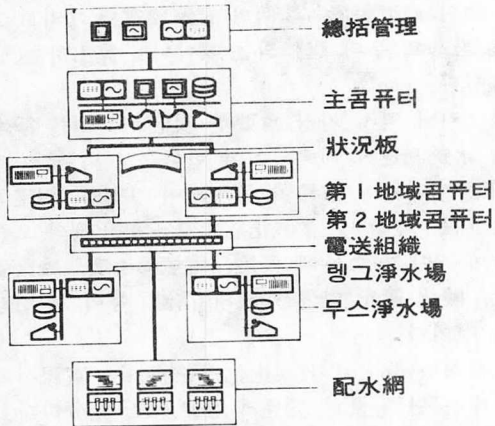 總括管理
主콤퓨터
狀況板
第1地域콤퓨터
第2地域콤퓨터
電送組織
렝그淨水場
무스淨水場
配水網